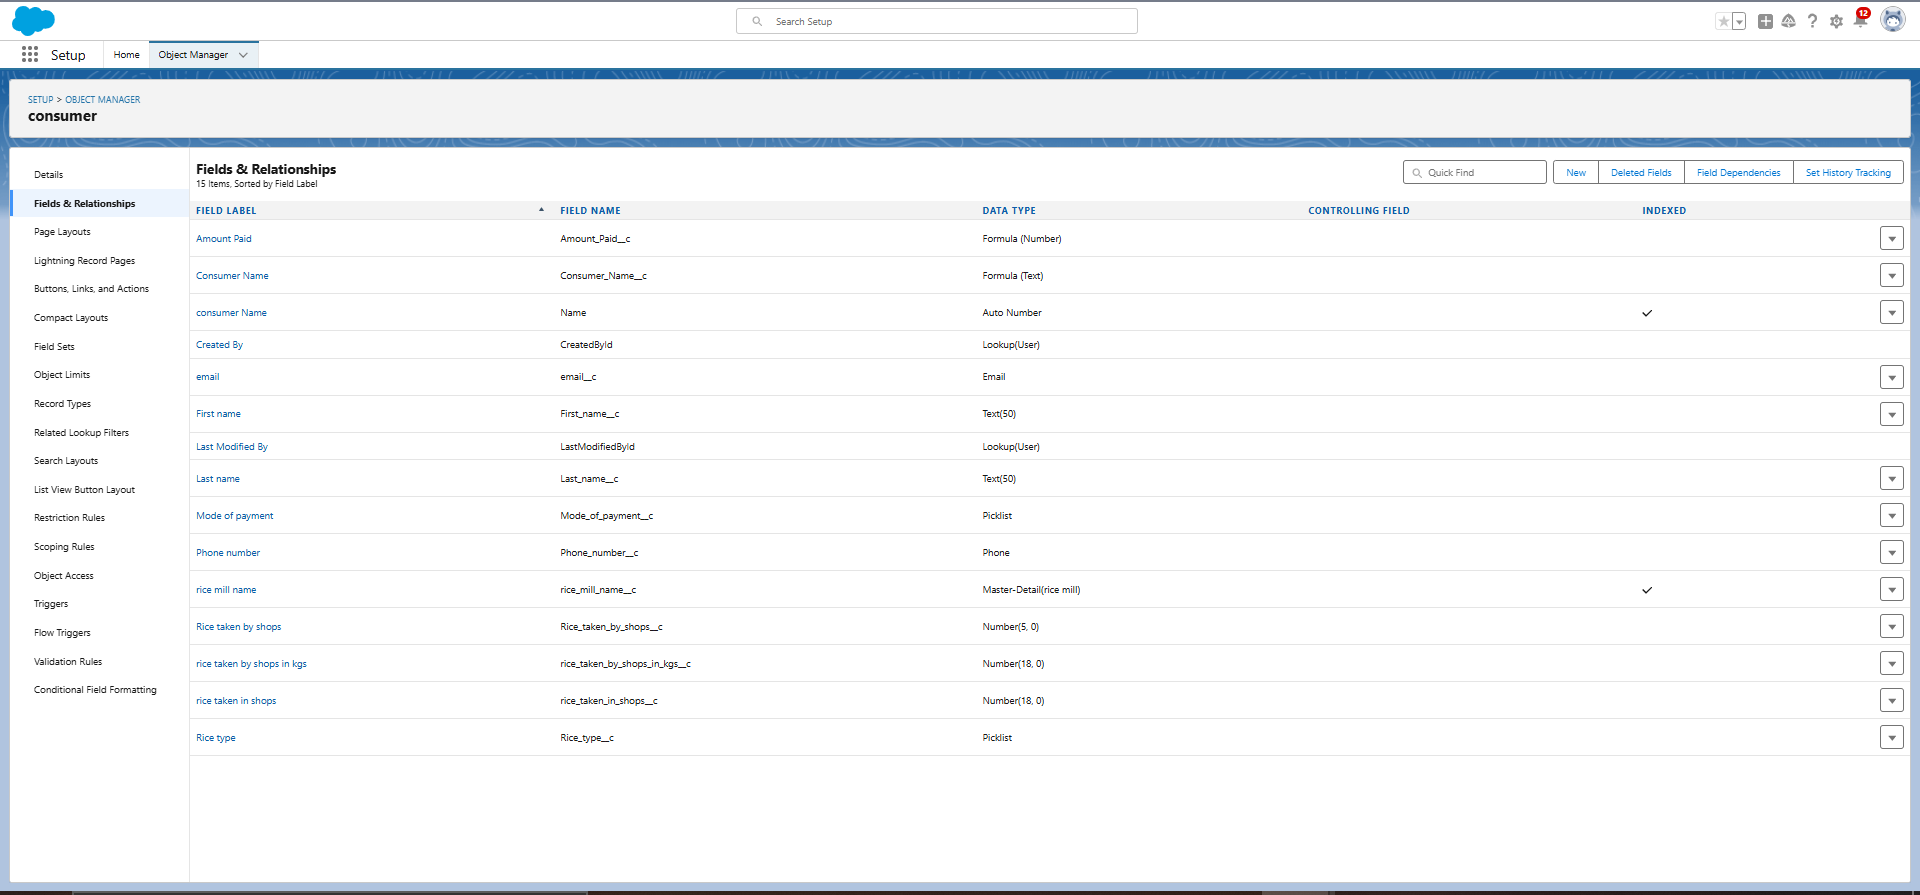 Search Setup
12
Setup
Home
Object Manager
SETUP > OBJECT MANAGER
consumer
Details
Fields & Relationships
Page Layouts
Lightning Record Pages
Buttons, Links, and Actions
Compact Layouts
Field Sets
Object Limits
Record Types
Related Lookup Filters
Search Layouts
List View Button Layout
Restriction Rules
Scoping Rules
Object Access
Triggers
Flow Triggers
Validation Rules
Conditional Field Formatting
Fields & Relationships
15 Items, Sorted by Field Label
Quick Find
New
Deleted Fields
Field Dependencies
Set History Tracking
FIELD LABEL FIELD NAME DATA TYPE CONTROLLING FIELD INDEXED
Amount Paid Amount_Paid__c Formula (Number)
Consumer Name Consumer_Name__c Formula (Text)
consumer Name Name Auto Number
Created By CreatedById Lookup(User)
email email__c Email
First name First_name__c Text(50)
Last Modified By LastModifiedById Lookup(User)
Last name Last_name__c Text(50)
Mode of payment Mode_of_payment__c Picklist
Phone number Phone_number__c Phone
rice mill name rice_mill_name__c Master-Detail(rice mill)
Rice taken by shops Rice_taken_by_shops__c Number(5, 0)
rice taken by shops in kgs rice_taken_by_shops_in_kgs__c Number(18, 0)
rice taken in shops rice_taken_in_shops__c Number(18, 0)
Rice type Rice_type__c Picklist